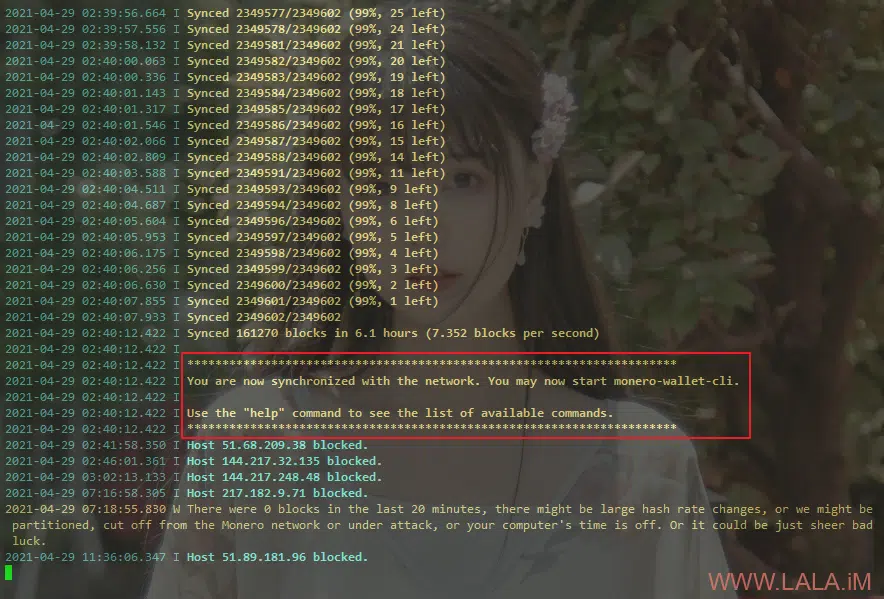 2021-04-29 02:39:56.664 I Synced 2349577/2349602 (99%, 25 left)
2021-04-29 02:39:57.556 I Synced 2349578/2349602 (99%, 24 left)
2021-04-29 02:39:58.132 I Synced 2349581/2349602 (99%, 21 left)
2021-04-29 02:40:00.063 I Synced 2349582/2349602 (99%, 20 left)
2021-04-29 02:40:00.336 I Synced 2349583/2349602 (99%, 19 left)
2021-04-29 02:40:01.143 I Synced 2349584/2349602 (99%, 18 left)
2021-04-29 02:40:01.317 I Synced 2349585/2349602 (99%, 17 left)
2021-04-29 02:40:01.546 I Synced 2349586/2349602 (99%, 16 left)
2021-04-29 02:40:02.066 I Synced 2349587/2349602 (99%, 15 left)
2021-04-29 02:40:02.809 I Synced 2349588/2349602 (99%, 14 left)
2021-04-29 02:40:03.588 I Synced 2349591/2349602 (99%, 11 left)
2021-04-29 02:40:04.511 I Synced 2349593/2349602 (99%, 9 left)
2021-04-29 02:40:04.687 I Synced 2349594/2349602 (99%, 8 left)
2021-04-29 02:40:05.604 I Synced 2349596/2349602 (99%, 6 left)
2021-04-29 02:40:05.953 I Synced 2349597/2349602 (99%, 5 left)
2021-04-29 02:40:06.175 I Synced 2349598/2349602 (99%, 4 left)
2021-04-29 02:40:06.256 I Synced 2349599/2349602 (99%, 3 left)
2021-04-29 02:40:06.630 I Synced 2349600/2349602 (99%, 2 left)
2021-04-29 02:40:07.855 I Synced 2349601/2349602 (99%, 1 left)
2021-04-29 02:40:07.933 I Synced 2349602/2349602
2021-04-29 02:40:12.422 I Synced 161270 blocks in 6.1 hours (7.352 blocks per second)
2021-04-29 02:40:12.422 I
2021-04-29 02:40:12.422 I **********************************************************************
2021-04-29 02:40:12.422 I You are now synchronized with the network. You may now start monero-wallet-cli.
2021-04-29 02:40:12.422 I
2021-04-29 02:40:12.422 I Use the "help" command to see the list of available commands.
2021-04-29 02:40:12.422 I **********************************************************************
2021-04-29 02:41:58.350 I Host 51.68.209.38 blocked.
2021-04-29 02:46:01.361 I Host 144.217.32.135 blocked.
2021-04-29 03:02:13.133 I Host 144.217.248.48 blocked.
2021-04-29 07:16:58.305 I Host 217.182.9.71 blocked.
2021-04-29 07:18:55.830 W There were 0 blocks in the last 20 minutes, there might be large hash rate changes, or we might be
partitioned, cut off from the Monero network or under attack, or your computer's time is off. Or it could be just sheer bad
luck.
2021-04-29 11:36:06.347 I Host 51.89.181.96 blocked.
WWW.LALA.iM